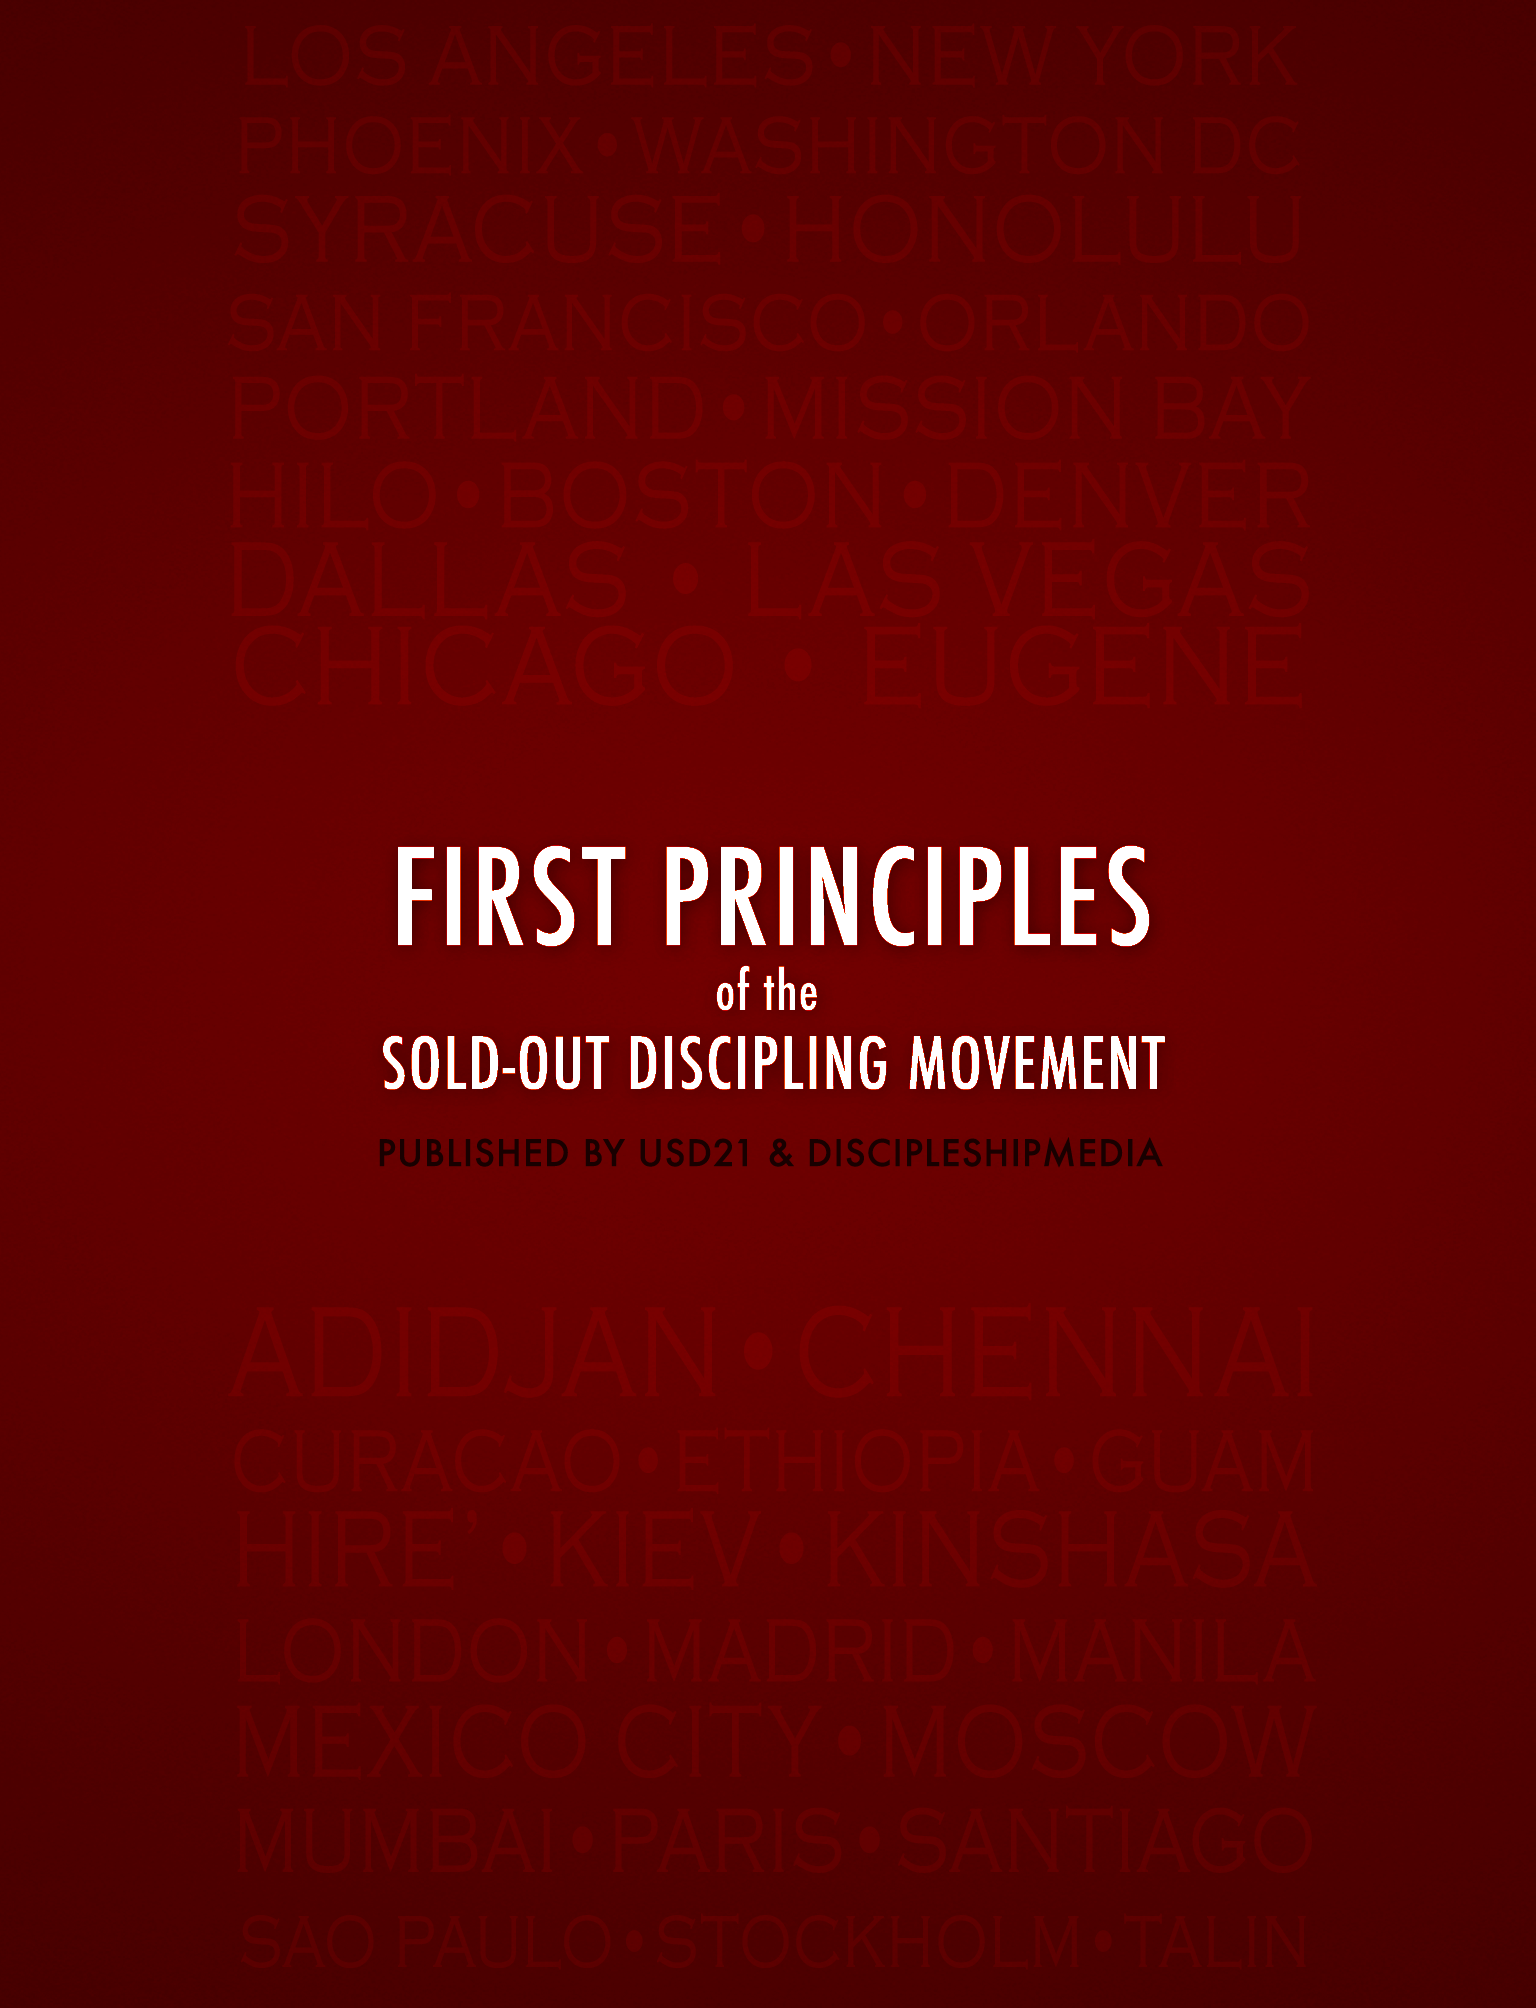 LOS ANGELES • NEW YORK
PHOENIX • WASHINGTON DC
SYRACUSE • HONOLULU
SAN FRANCISCO • ORLANDO
PORTLAND • MISSION BAY
HILO • BOSTON • DENVER
DALLAS • LAS VEGAS
CHICAGO • EUGENE
FIRST PRINCIPLES
of the
SOLD-OUT DISCIPLING MOVEMENT
PUBLISHED BY USD21 & DISCIPLESHIPMEDIA
ADIDJAN • CHENNAI
CURACAO • ETHIOPIA • GUAM
HIRE’ • KIEV • KINSHASA
LONDON • MADRID • MANILA
MEXICO CITY • MOSCOW
MUMBAI • PARIS • SANTIAGO
SAO PAULO • STOCKHOLM • TALIN